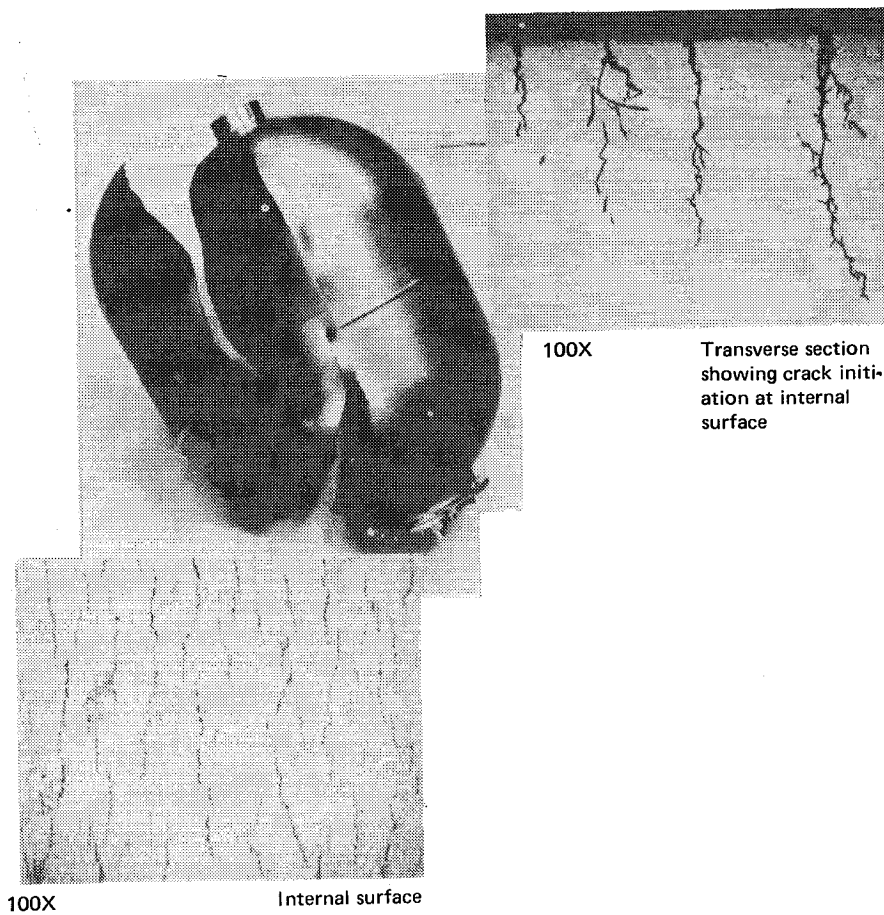 100X
Transverse section
showing crack initi-
ation at internal
surface
100X
Internal surface